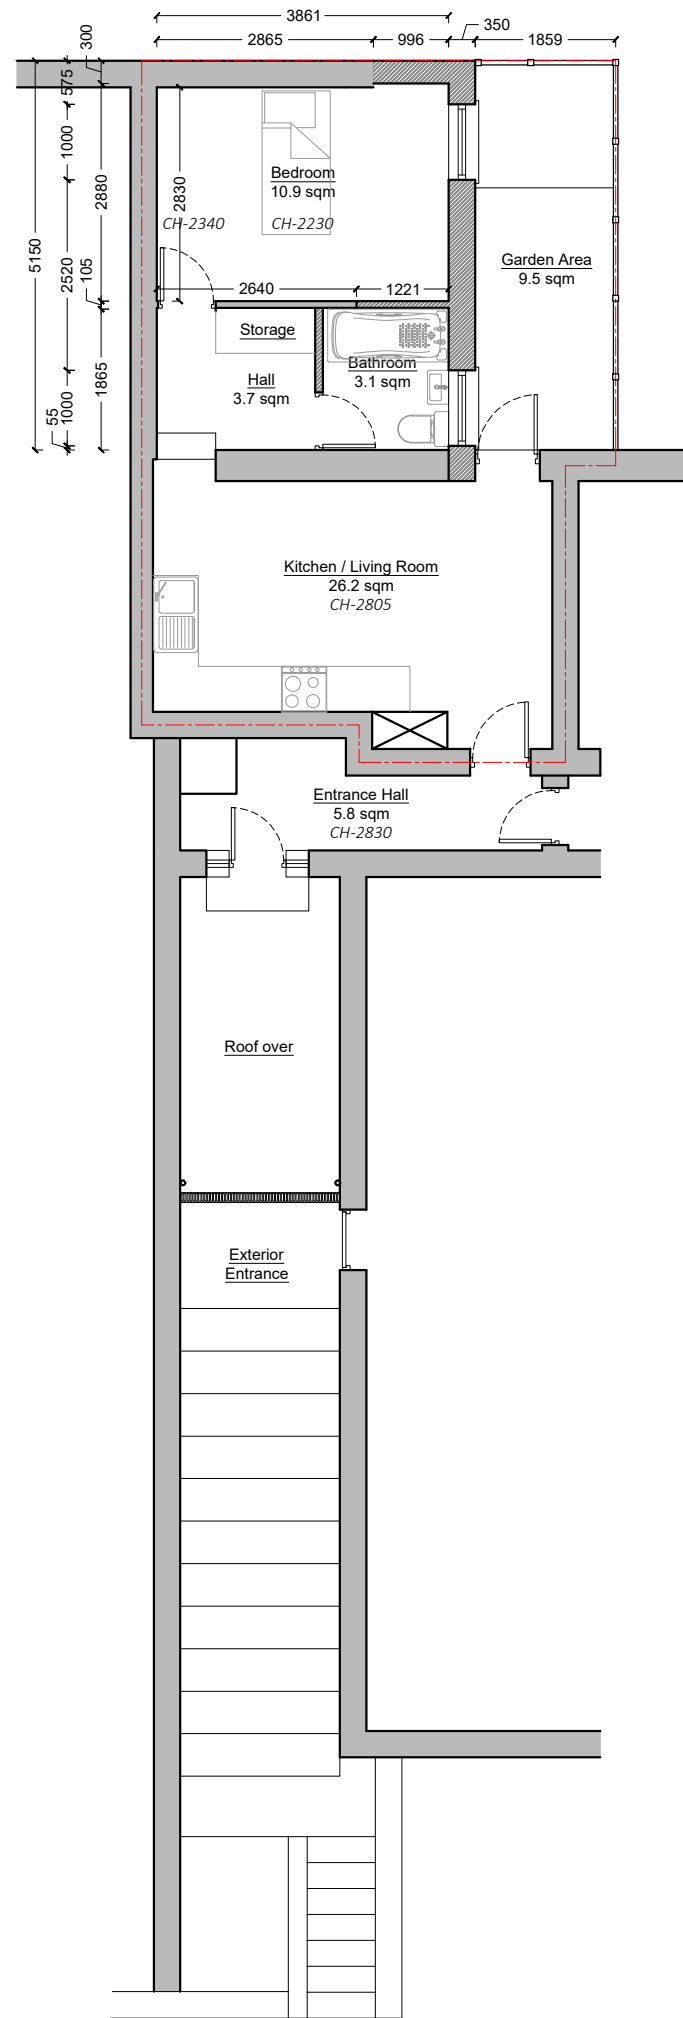 3861
350
2865
996
1859
300
575
1000
2880
2830
5150
2520
105
1865
1000
55
Bedroom
10.9 sqm
CH-2340
CH-2230
Garden Area
9.5 sqm
2640
1221
Storage
Hall
3.7 sqm
Bathroom
3.1 sqm
Kitchen / Living Room
26.2 sqm
CH-2805
Entrance Hall
5.8 sqm
CH-2830
Roof over
Exterior
Entrance